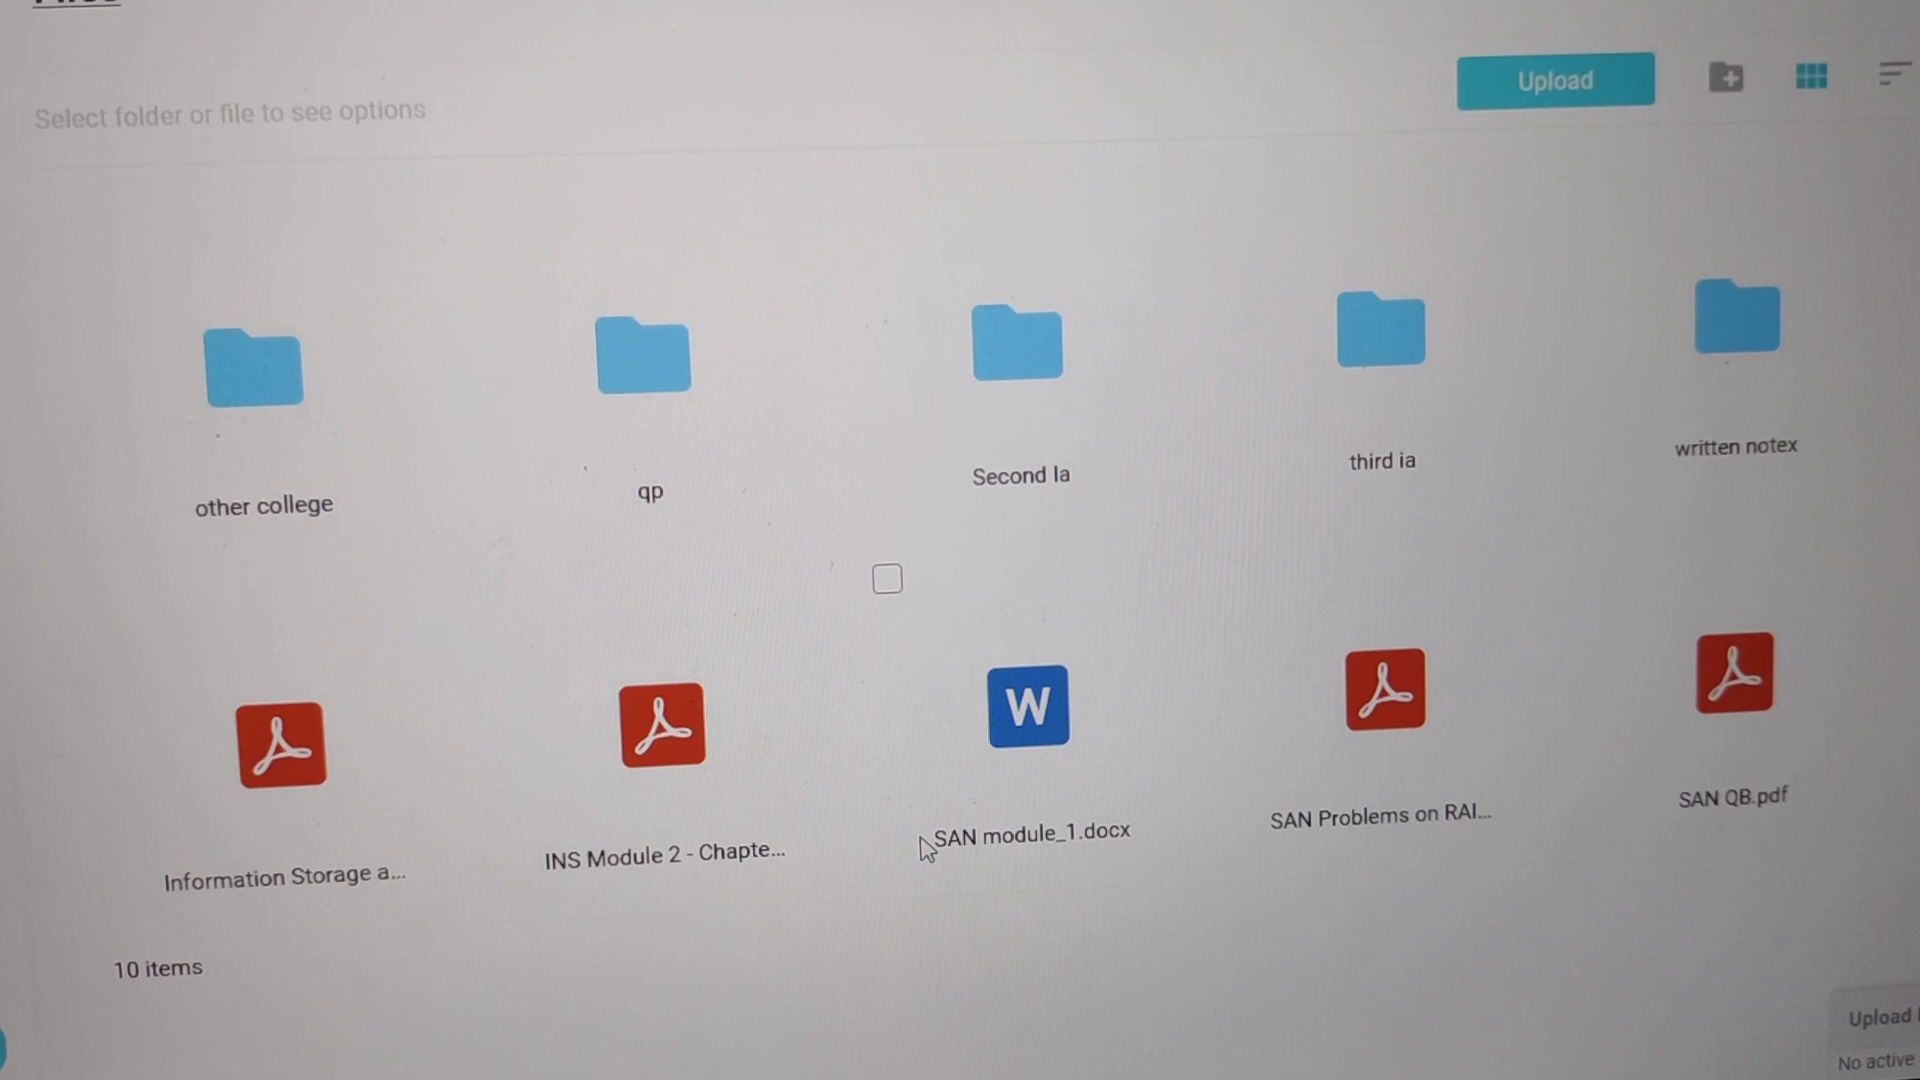 Select folder or file to see options
Upload
other college
qp
Second Ia
third ia
written notex
W
Information Storage a...
INS Module 2 - Chapte...
SAN module_1.docx
SAN Problems on RAI...
SAN QB.pdf
10 items
Upload
No active